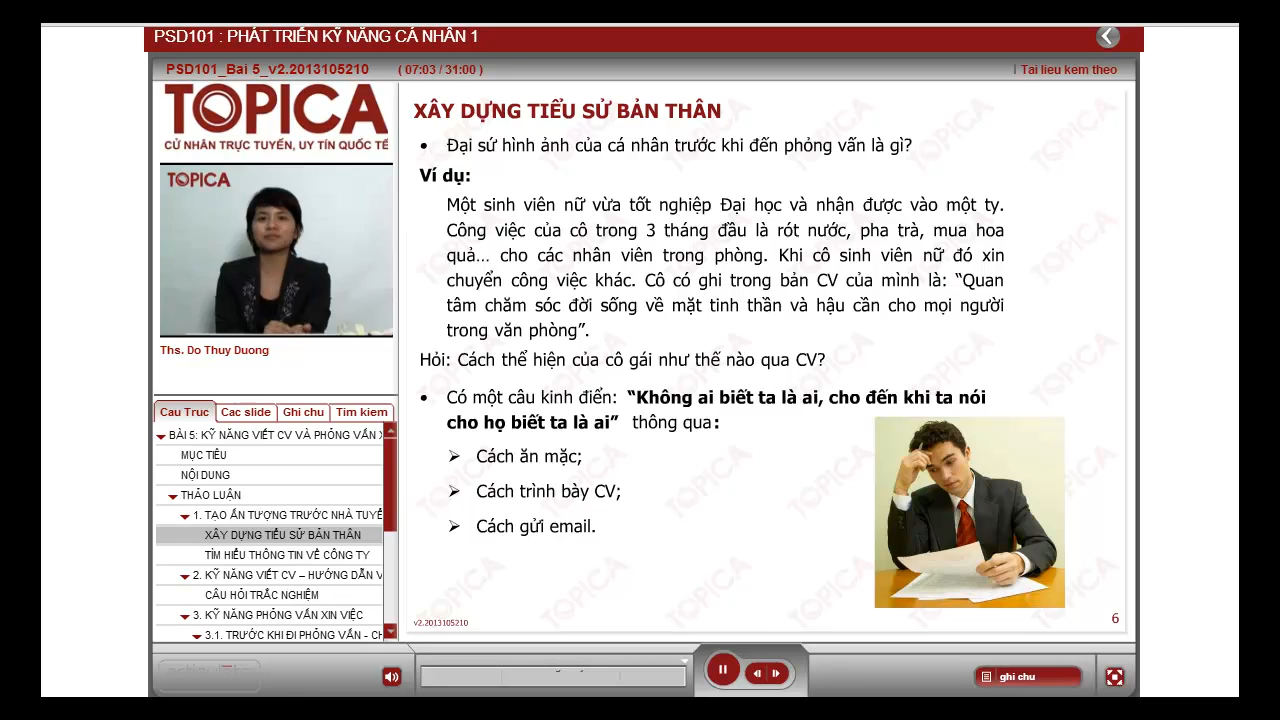 PSD101 : PHÁT TRIỂN KỸ NĂNG CÁ NHÂN 1
PSD101_Bai 5_v2.2013105210
( 07:03 / 31:00 )
Tai lieu kem theo
TOPICA
CỬ NHÂN TRỰC TUYẾN, UY TÍN QUỐC TẾ
TOPICA
Ths. Do Thuy Duong
Cau Truc
Cac slide
Ghi chu
Tim kiem
BÀI 5: KỸ NĂNG VIẾT CV VÀ PHỎNG VẤN
MỤC TIÊU
NỘI DUNG
THẢO LUẬN
1. TẠO ẤN TƯỢNG TRƯỚC NHÀ TUYỂ
XÂY DỰNG TIỂU SỬ BẢN THÂN
TÌM HIỂU THÔNG TIN VỀ CÔNG TY
2. KỸ NĂNG VIẾT CV – HƯỚNG DẪN V
CÂU HỎI TRẮC NGHIỆM
3. KỸ NĂNG PHỎNG VẤN XIN VIỆC
3.1. TRƯỚC KHI ĐI PHỎNG VẤN - CH
XÂY DỰNG TIỂU SỬ BẢN THÂN
• Đại sứ hình ảnh của cá nhân trước khi đến phỏng vấn là gì?
Ví dụ:
Một sinh viên nữ vừa tốt nghiệp Đại học và nhận được vào một ty.
Công việc của cô trong 3 tháng đầu là rót nước, pha trà, mua hoa
quả... cho các nhân viên trong phòng. Khi cô sinh viên nữ đó xin
chuyển công việc khác. Cô có ghi trong bản CV của mình là: “Quan
tâm chăm sóc đời sống về mặt tinh thần và hậu cần cho mọi người
trong văn phòng”.
Hỏi: Cách thể hiện của cô gái như thế nào qua CV?
• Có một câu kinh điển: “Không ai biết ta là ai, cho đến khi ta nói
cho họ biết ta là ai” thông qua:
➢ Cách ăn mặc;
➢ Cách trình bày CV;
➢ Cách gửi email.
v2.2013105210
6
ghi chu